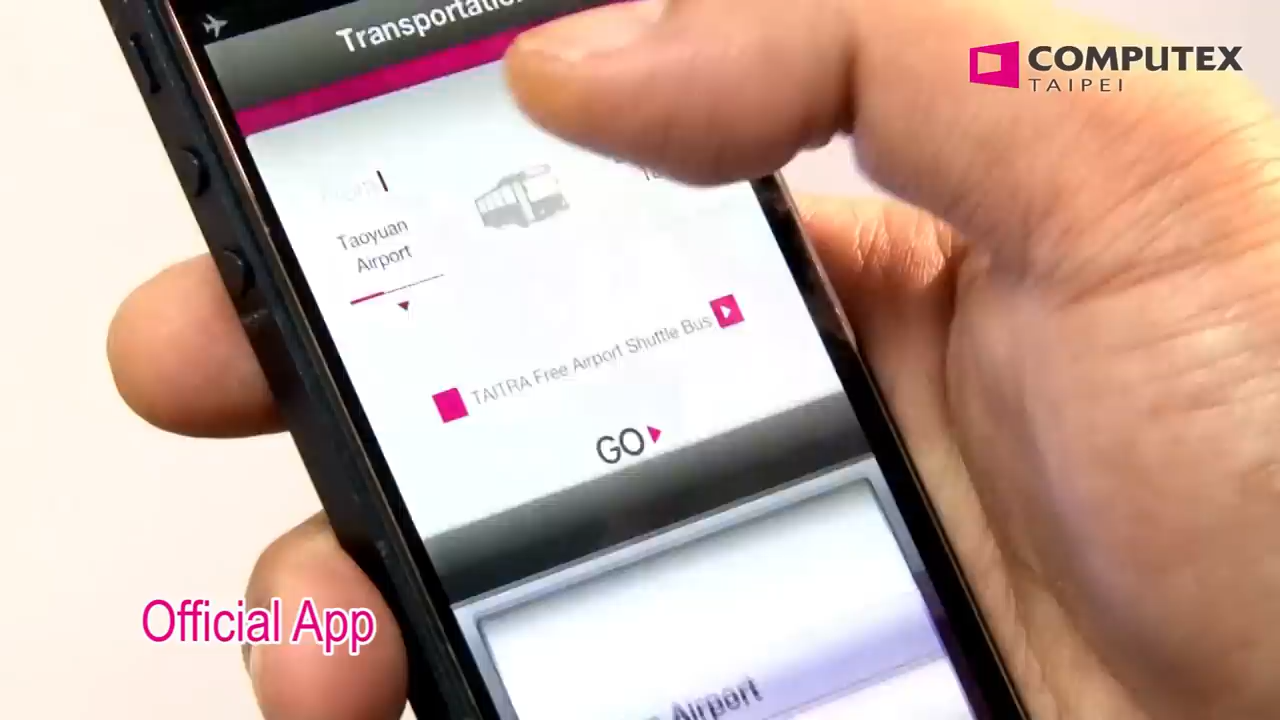 Transportation
COMPUTEX
TAIPEI
Taoyuan
Airport
TAITRA Free Airport Shuttle Bus
GO
Official App
Airport